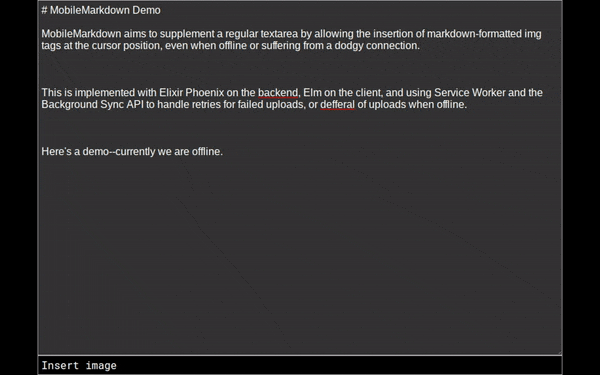 # MobileMarkdown Demo
MobileMarkdown aims to supplement a regular textarea by allowing the insertion of markdown-formatted img
tags at the cursor position, even when offline or suffering from a dodgy connection.
This is implemented with Elixir Phoenix on the backend, Elm on the client, and using Service Worker and the
Background Sync API to handle retries for failed uploads, or defferal of uploads when offline.
Here's a demo--currently we are offline.
Insert image